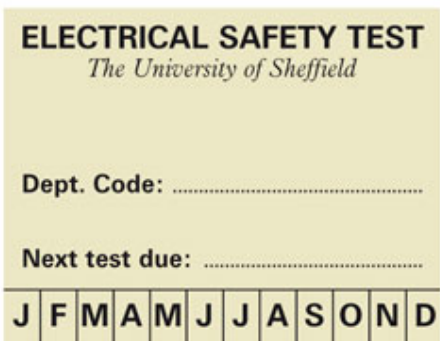 ELECTRICAL SAFETY TEST
The University of Sheffield
Dept. Code: ..........................................
Next test due: .....................................
J F M A M J J A S O N D